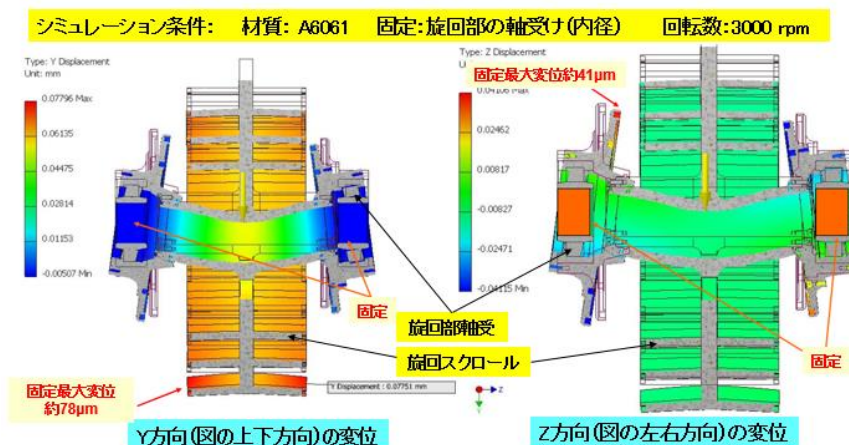 シミュレーション条件： 材質：A6061 固定：旋回部の軸受け(内径) 回転数：3000 rpm
Type: Y Displacement
Unit: mm
0.07796 Max
0.06135
0.04475
0.02814
0.01153
-0.00507 Min
固定
固定最大変位
約78μm
Y Displacement : 0.07751 mm
Y方向(図の上下方向)の変位
旋回部軸受
旋回スクロール
Z
Y
Type: Z Displacement
固定最大変位約41μm
0.04106 Max
0.02462
0.00817
-0.00827
-0.02471
-0.04115 Min
固定
Z方向(図の左右方向)の変位